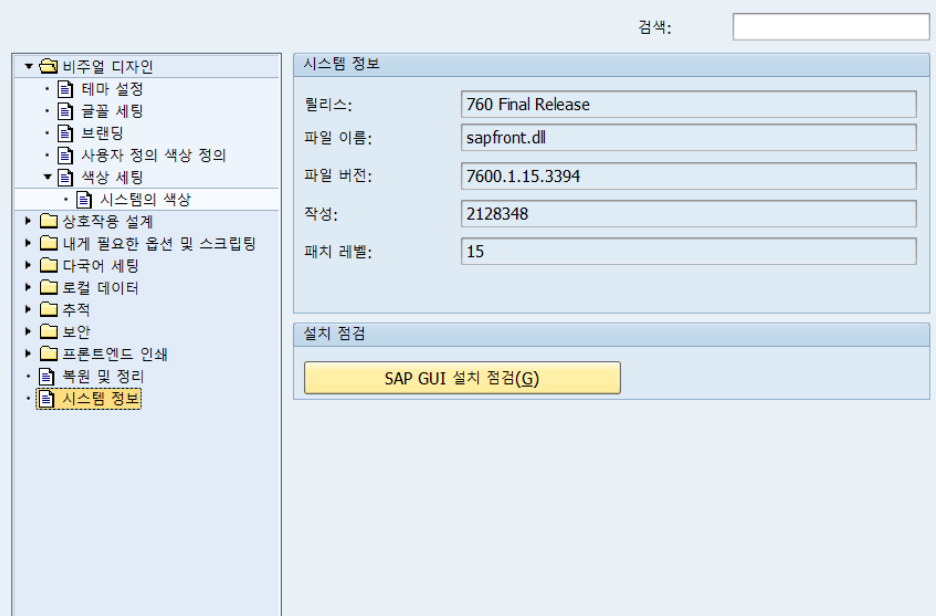 검색:
비주얼 디자인
테마 설정
글꼴 세팅
브랜딩
사용자 정의 색상 정의
색상 세팅
시스템의 색상
상호작용 설계
내게 필요한 옵션 및 스크립팅
다국어 세팅
로컬 데이터
추적
보안
프론트엔드 인쇄
복원 및 정리
시스템 정보
시스템 정보
릴리스: 760 Final Release
파일 이름: sapfront.dll
파일 버전: 7600.1.15.3394
작성: 2128348
패치 레벨: 15
설치 점검
SAP GUI 설치 점검(G)